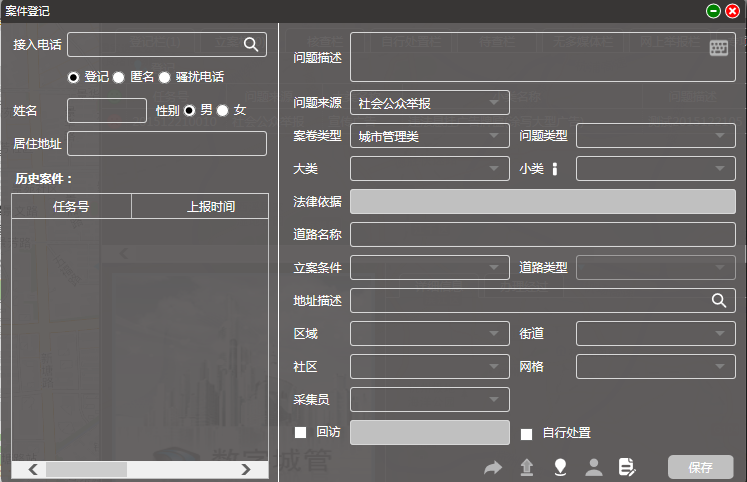 案件登记
接入电话
登记 匿名 骚扰电话
姓名 性别 男 女
居住地址
历史案件：
任务号 上报时间
问题描述
问题来源 社会公众举报
案卷类型 城市管理类 问题类型
大类 小类
法律依据
道路名称
立案条件 道路类型
地址描述
区域 街道
社区 网格
采集员
回访 自行处置
数字城管
保存